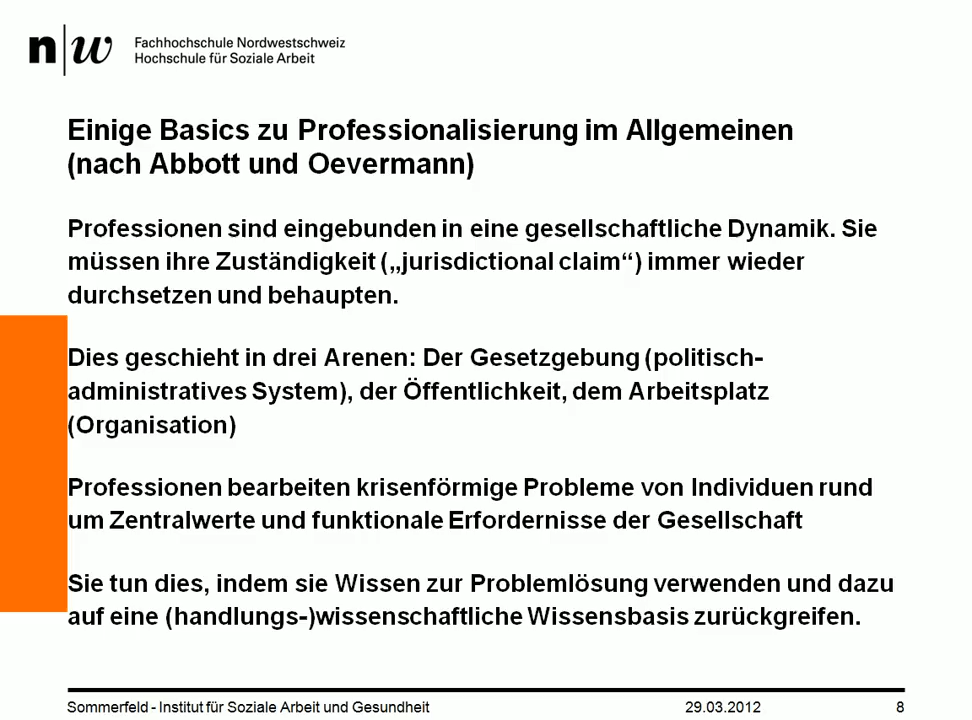 n|w
Fachhochschule Nordwestschweiz
Hochschule für Soziale Arbeit
Einige Basics zu Professionalisierung im Allgemeinen
(nach Abbott und Oevermann)
Professionen sind eingebunden in eine gesellschaftliche Dynamik. Sie
müssen ihre Zuständigkeit („jurisdictional claim“) immer wieder
durchsetzen und behaupten.
Dies geschieht in drei Arenen: Der Gesetzgebung (politisch-
administratives System), der Öffentlichkeit, dem Arbeitsplatz
(Organisation)
Professionen bearbeiten krisenförmige Probleme von Individuen rund
um Zentralwerte und funktionale Erfordernisse der Gesellschaft
Sie tun dies, indem sie Wissen zur Problemlösung verwenden und dazu
auf eine (handlungs-)wissenschaftliche Wissensbasis zurückgreifen.
Sommerfeld - Institut für Soziale Arbeit und Gesundheit
29.03.2012
8